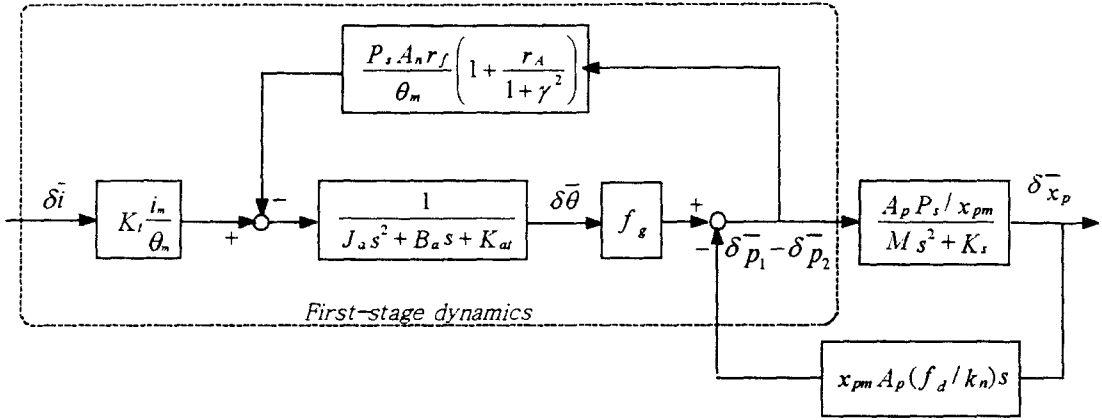 P_s A_n r_f / θ_m (1 + r_A / (1 + γ^2))
δī
K_t i_m / θ_m
+
−
1 / (J_a s^2 + B_a s + K_at)
δθ̄
f_g
+
−
δp̄_1 − δp̄_2
A_p P_s / x_pm / (M s^2 + K_s)
δx̄_p
First-stage dynamics
x_pm A_p (f_d / k_n) s